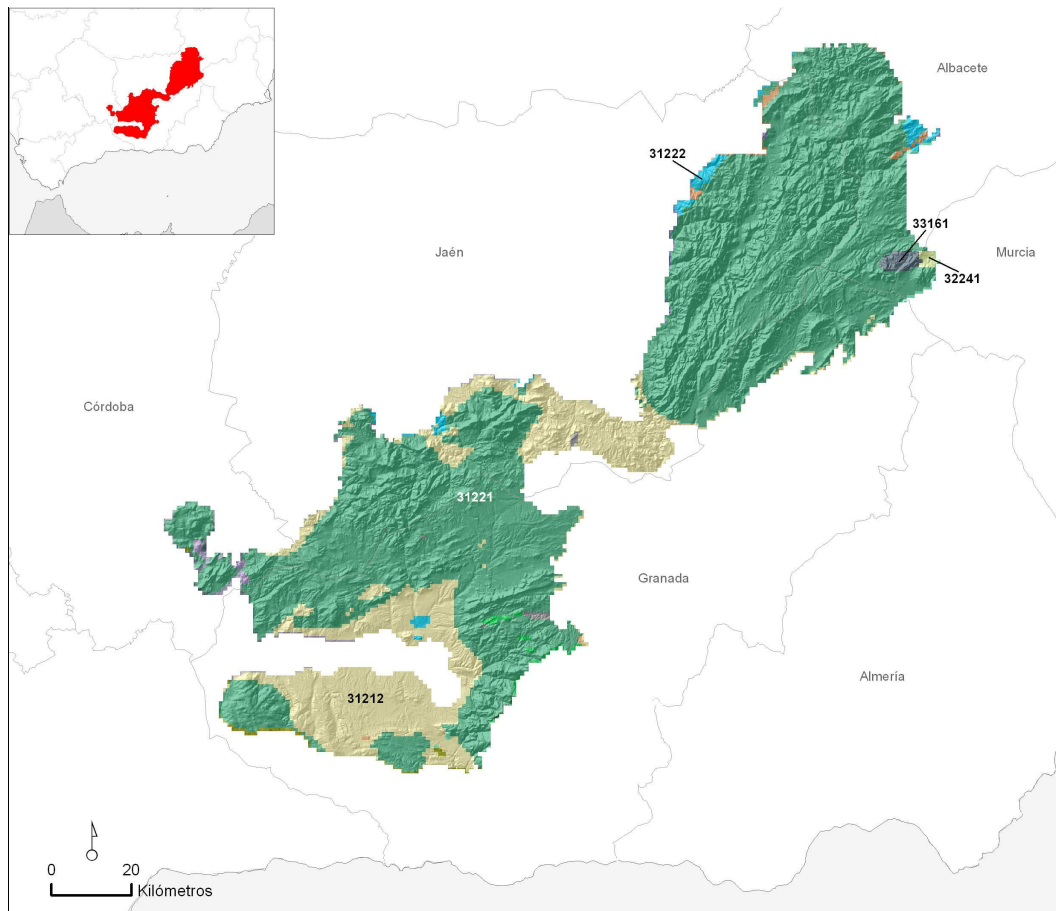 Albacete
31222
33161
Jaén
Murcia
32241
Córdoba
31221
Granada
Almería
31212
0 20
Kilómetros